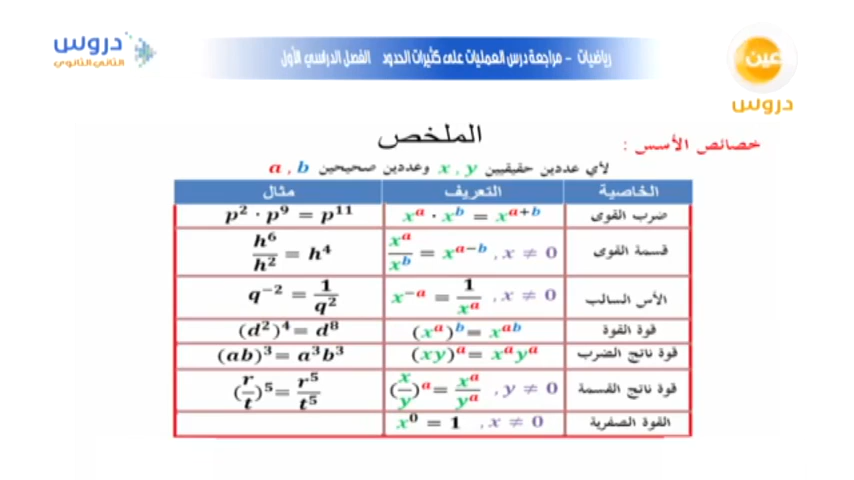 دروس
الثاني الثانوي
رياضيات - مراجعة درس العمليات على كثيرات الحدود الفصل الدراسي الأول
عين
دروس
الملخص
خصائص الأسس :
لأي عددين حقيقيين x , y وعددين صحيحين a , b
الخاصية التعريف مثال
ضرب القوى x^a · x^b = x^{a+b} p^2 · p^9 = p^11
قسمة القوى x^a / x^b = x^{a-b} , x ≠ 0 h^6 / h^2 = h^4
الأس السالب x^{-a} = 1 / x^a , x ≠ 0 q^{-2} = 1 / q^2
قوة القوة (x^a)^b = x^{ab} (d^2)^4 = d^8
قوة ناتج الضرب (xy)^a = x^a y^a (ab)^3 = a^3 b^3
قوة ناتج القسمة (x/y)^a = x^a / y^a , y ≠ 0 (r/t)^5 = r^5 / t^5
القوة الصفرية x^0 = 1 , x ≠ 0